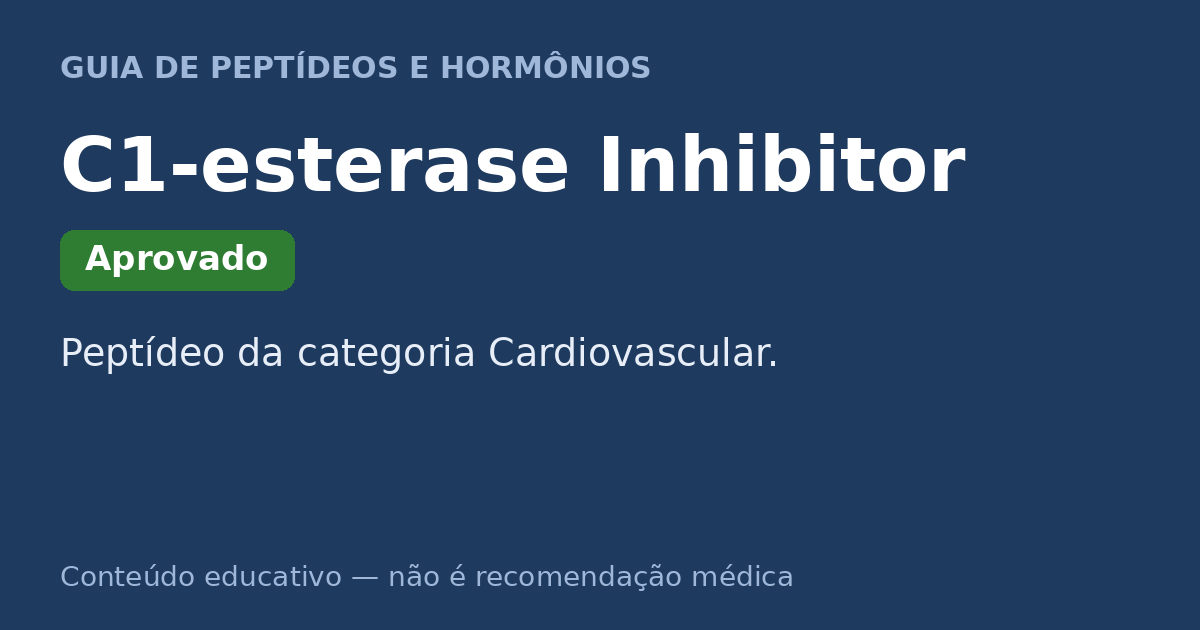 GUIA DE PEPTÍDEOS E HORMÔNIOS
C1-esterase Inhibitor
Aprovado
Peptídeo da categoria Cardiovascular.
Conteúdo educativo — não é recomendação médica